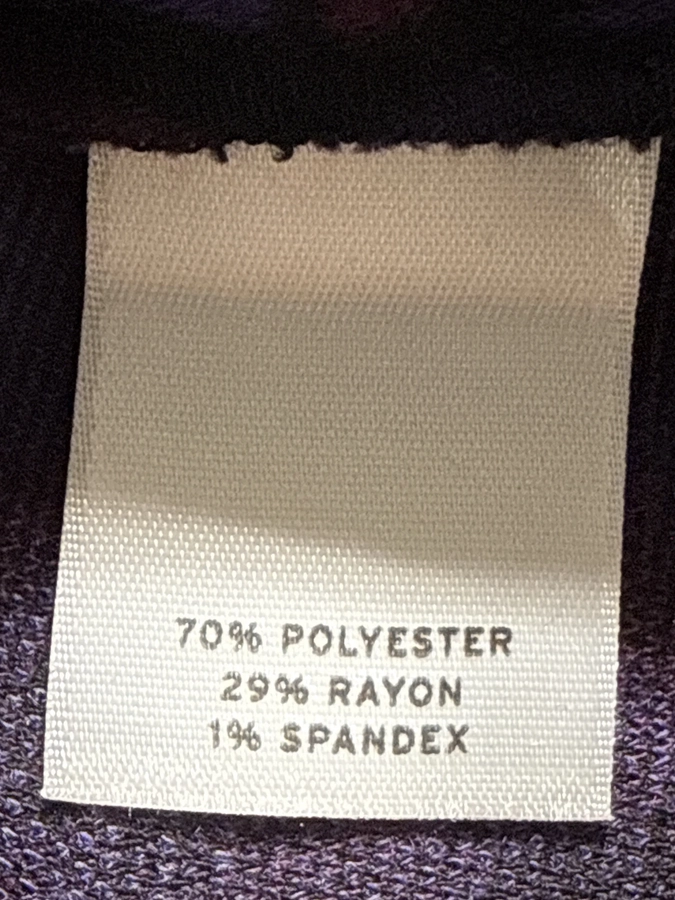 70% POLYESTER
29% RAYON
1% SPANDEX